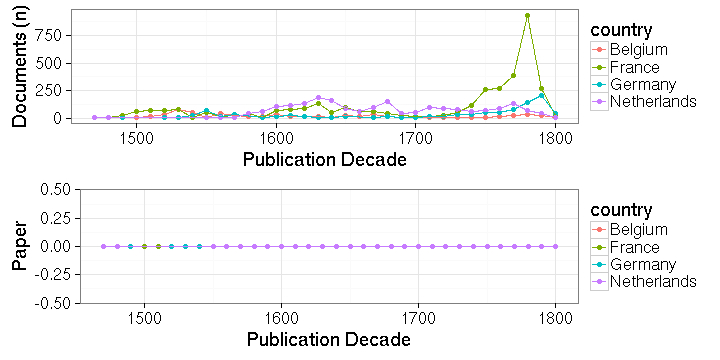 Documents (n)
750
500
250
0
1500
1600
1700
1800
Publication Decade
country
Belgium
France
Germany
Netherlands
Paper
0.50
0.25
0.00
-0.25
-0.50
1500
1600
1700
1800
Publication Decade
country
Belgium
France
Germany
Netherlands